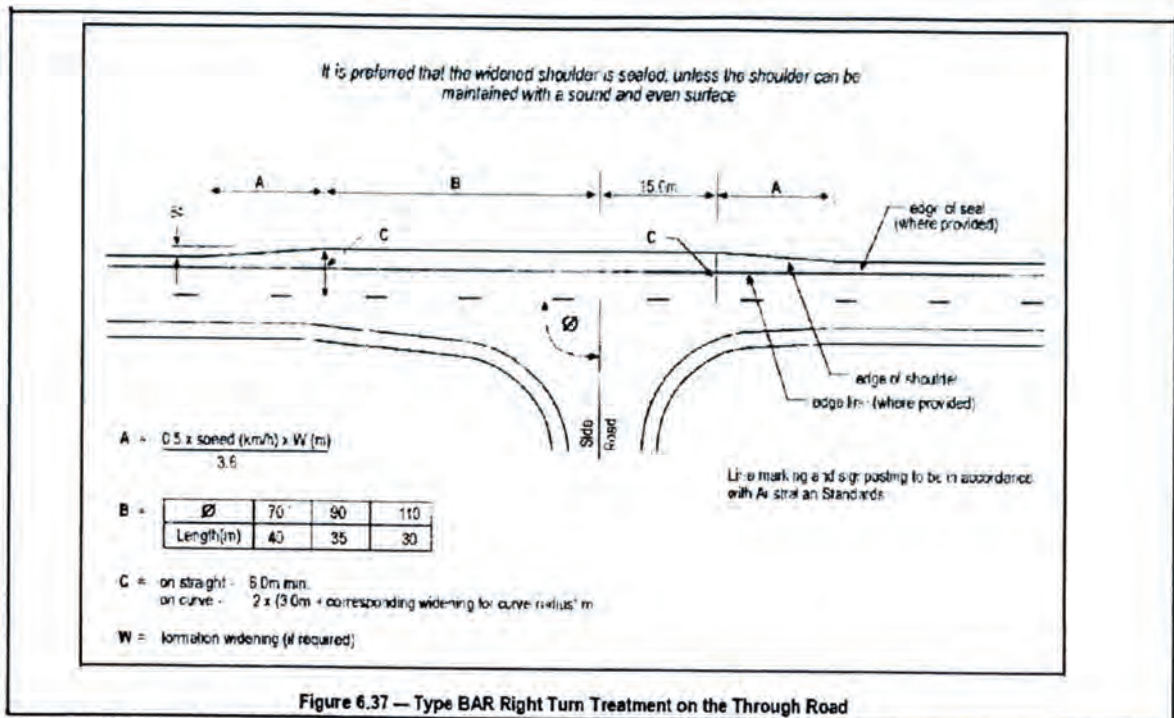 It is preferred that the widened shoulder is sealed, unless the shoulder can be
maintained with a sound and even surface
A
B
15.0m
A
W
C
C
edge of seal
(where provided)
Ø
edge of shoulder
edge line (where provided)
Side
Road
A = 0.5 x speed (km/h) x W (m)
3.6
Line marking and sign posting to be in accordance
with Australian Standards
B =
Ø 70° 90 110
Length(m) 40 35 30
C = on straight - 6.0m min.
on curve - 2 x (3.0m + corresponding widening for curve radius) m
W = formation widening (if required)
Figure 6.37 — Type BAR Right Turn Treatment on the Through Road